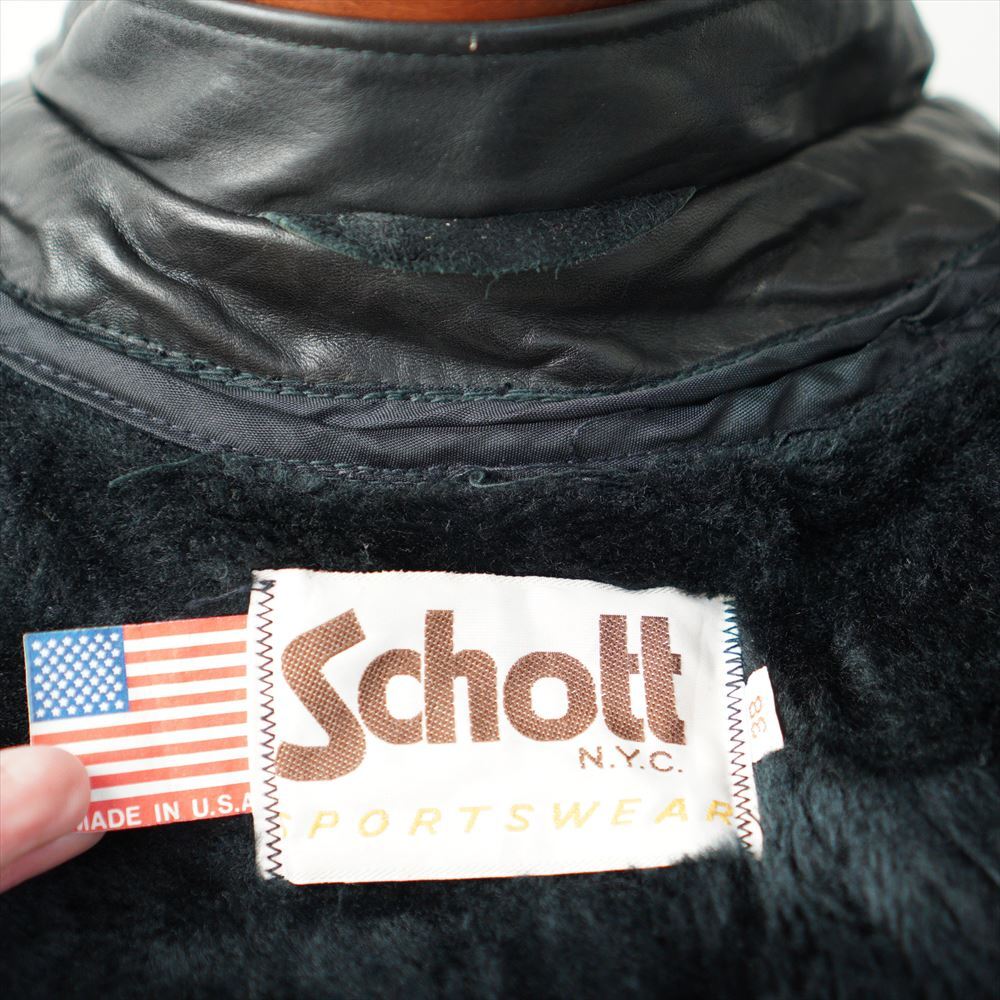 Schott
N.Y.C.
SPORTSWEAR
MADE IN U.S.A
38